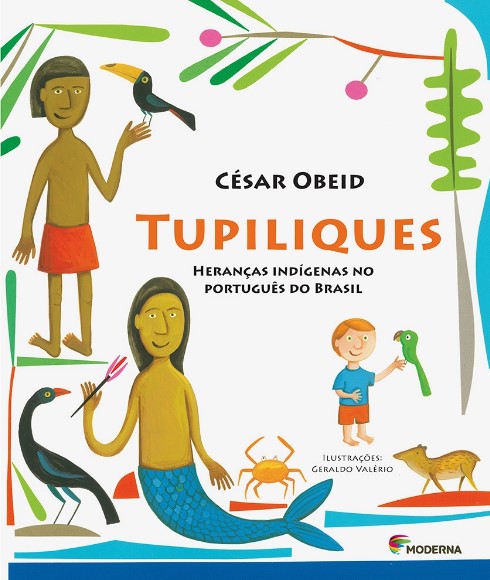 CÉSAR OBEID
TUPILIQUES
HERANÇAS INDÍGENAS NO
PORTUGUÊS DO BRASIL
ILUSTRAÇÕES:
GERALDO VALÉRIO
MODERNA